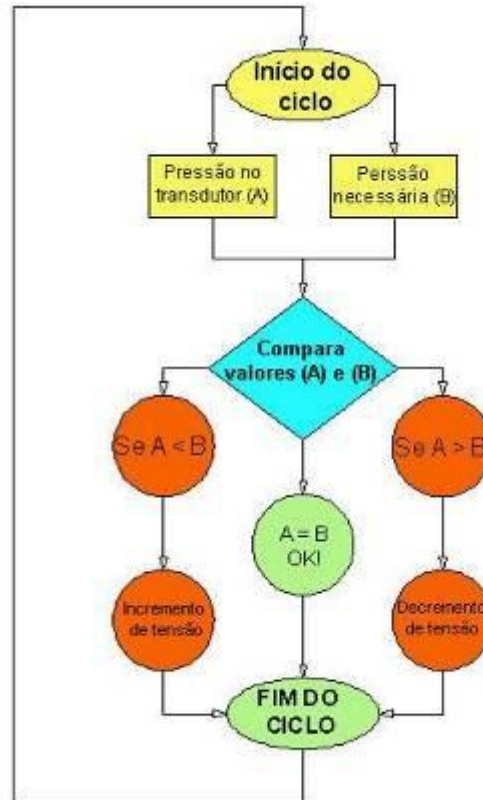 Início do
ciclo
Pressão no
transdutor (A)
Perssão
necessária (B)
Compara
valores (A) e (B)
Se A < B
Se A > B
A = B
OK!
Incremento
de tensão
Decremento
de tensão
FIM DO
CICLO